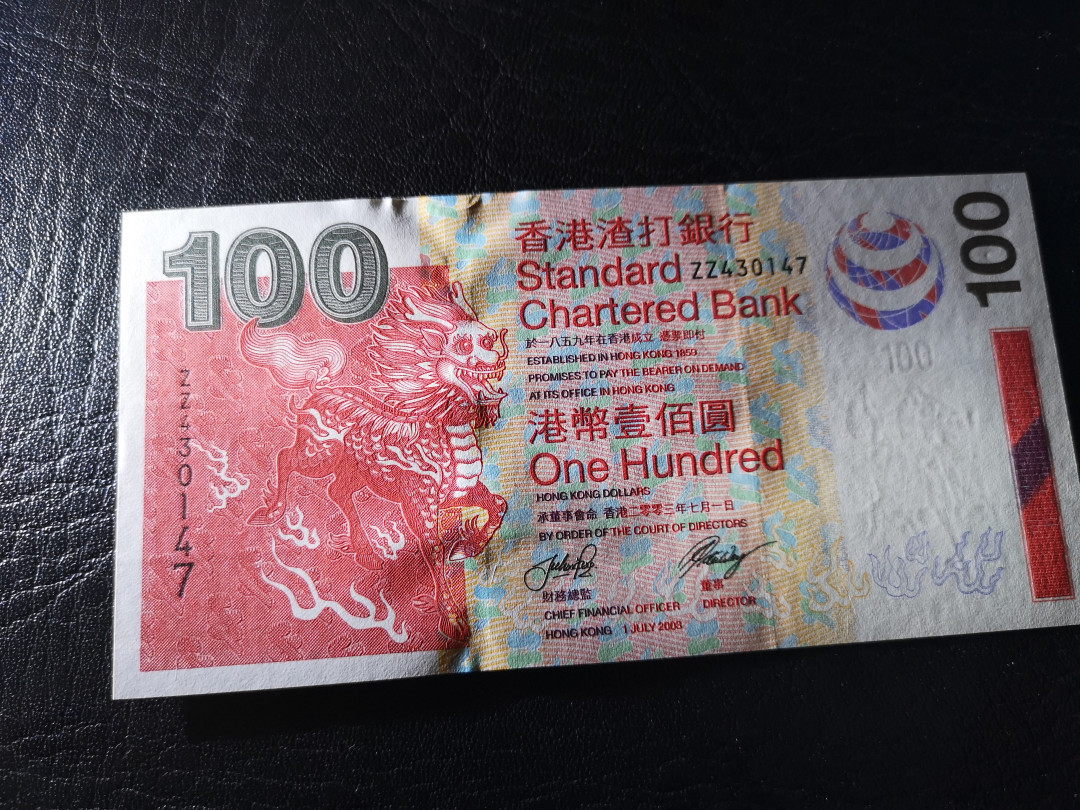 100
香港渣打銀行
Standard ZZ430147
Chartered Bank
於一八五九年在香港成立 憑票即付
ESTABLISHED IN HONG KONG 1859
PROMISES TO PAY THE BEARER ON DEMAND
AT ITS OFFICE IN HONG KONG
港幣壹佰圓
One Hundred
HONG KONG DOLLARS
承董事會命 香港二零零三年七月一日
BY ORDER OF THE COURT OF DIRECTORS
財務總監 董事
CHIEF FINANCIAL OFFICER DIRECTOR
HONG KONG 1 JULY 2003
100
100
ZZ430147